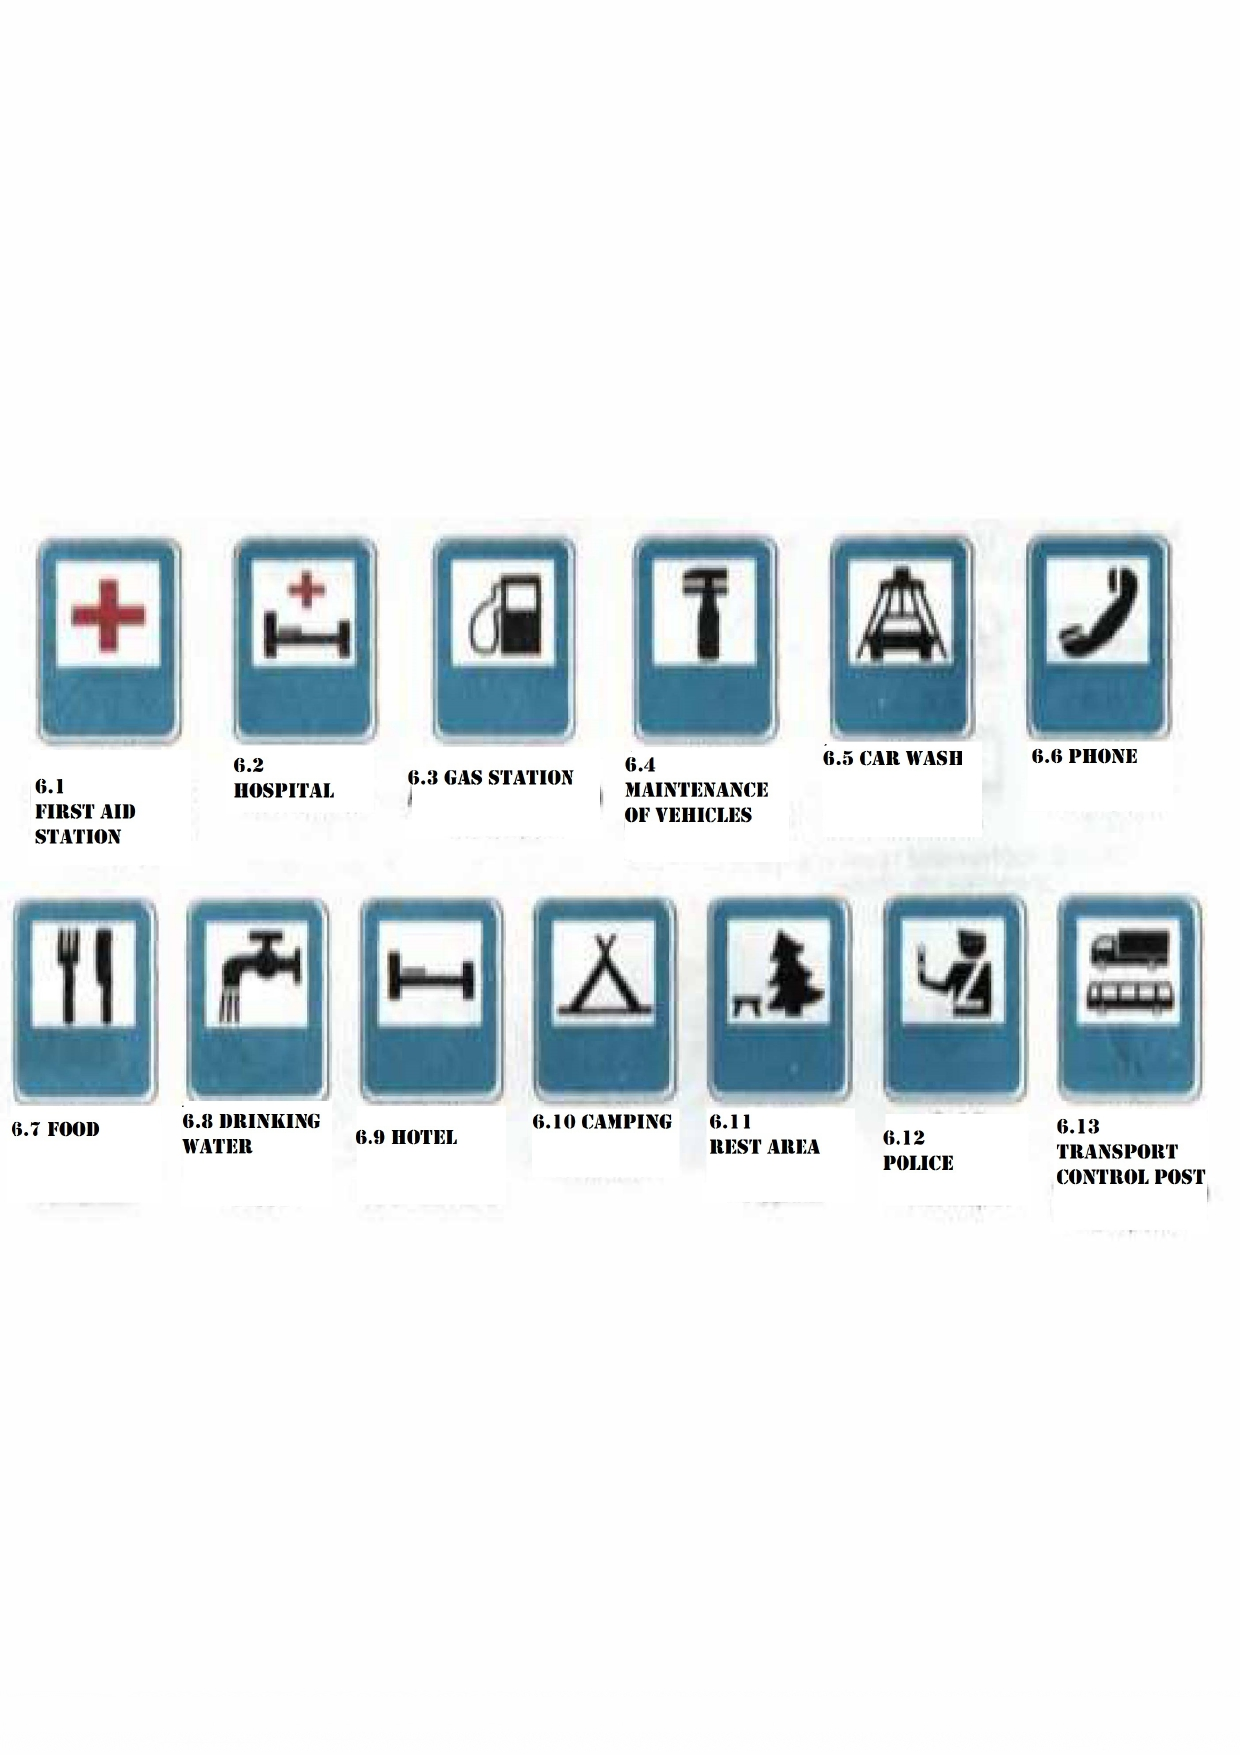 6.1
FIRST AID
STATION
6.2
HOSPITAL
6.3 GAS STATION
6.4
MAINTENANCE
OF VEHICLES
6.5 CAR WASH
6.6 PHONE
6.7 FOOD
6.8 DRINKING
WATER
6.9 HOTEL
6.10 CAMPING
6.11
REST AREA
6.12
POLICE
6.13
TRANSPORT
CONTROL POST